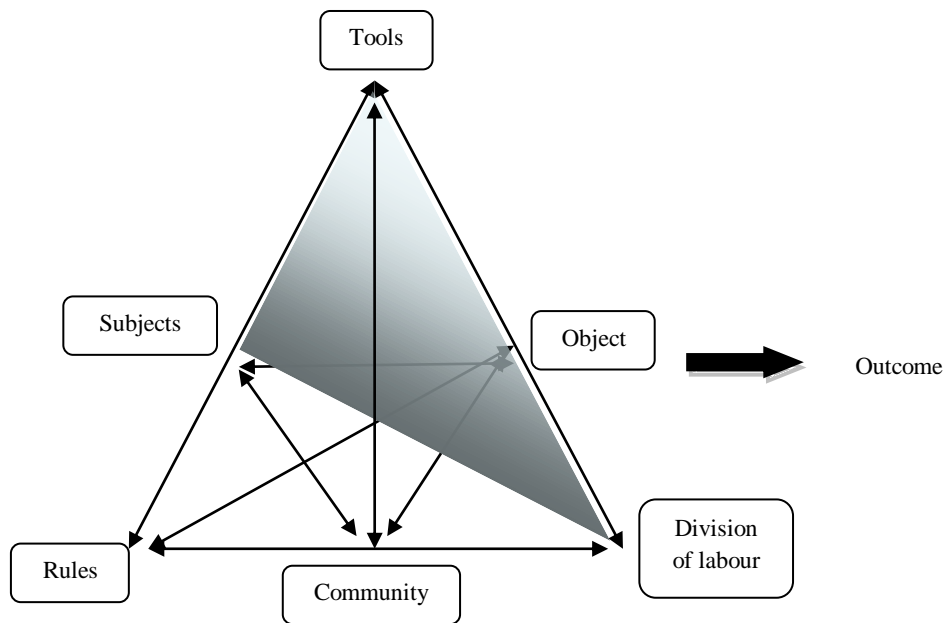 Tools
Subjects
Object
Outcome
Rules
Community
Division
of labour